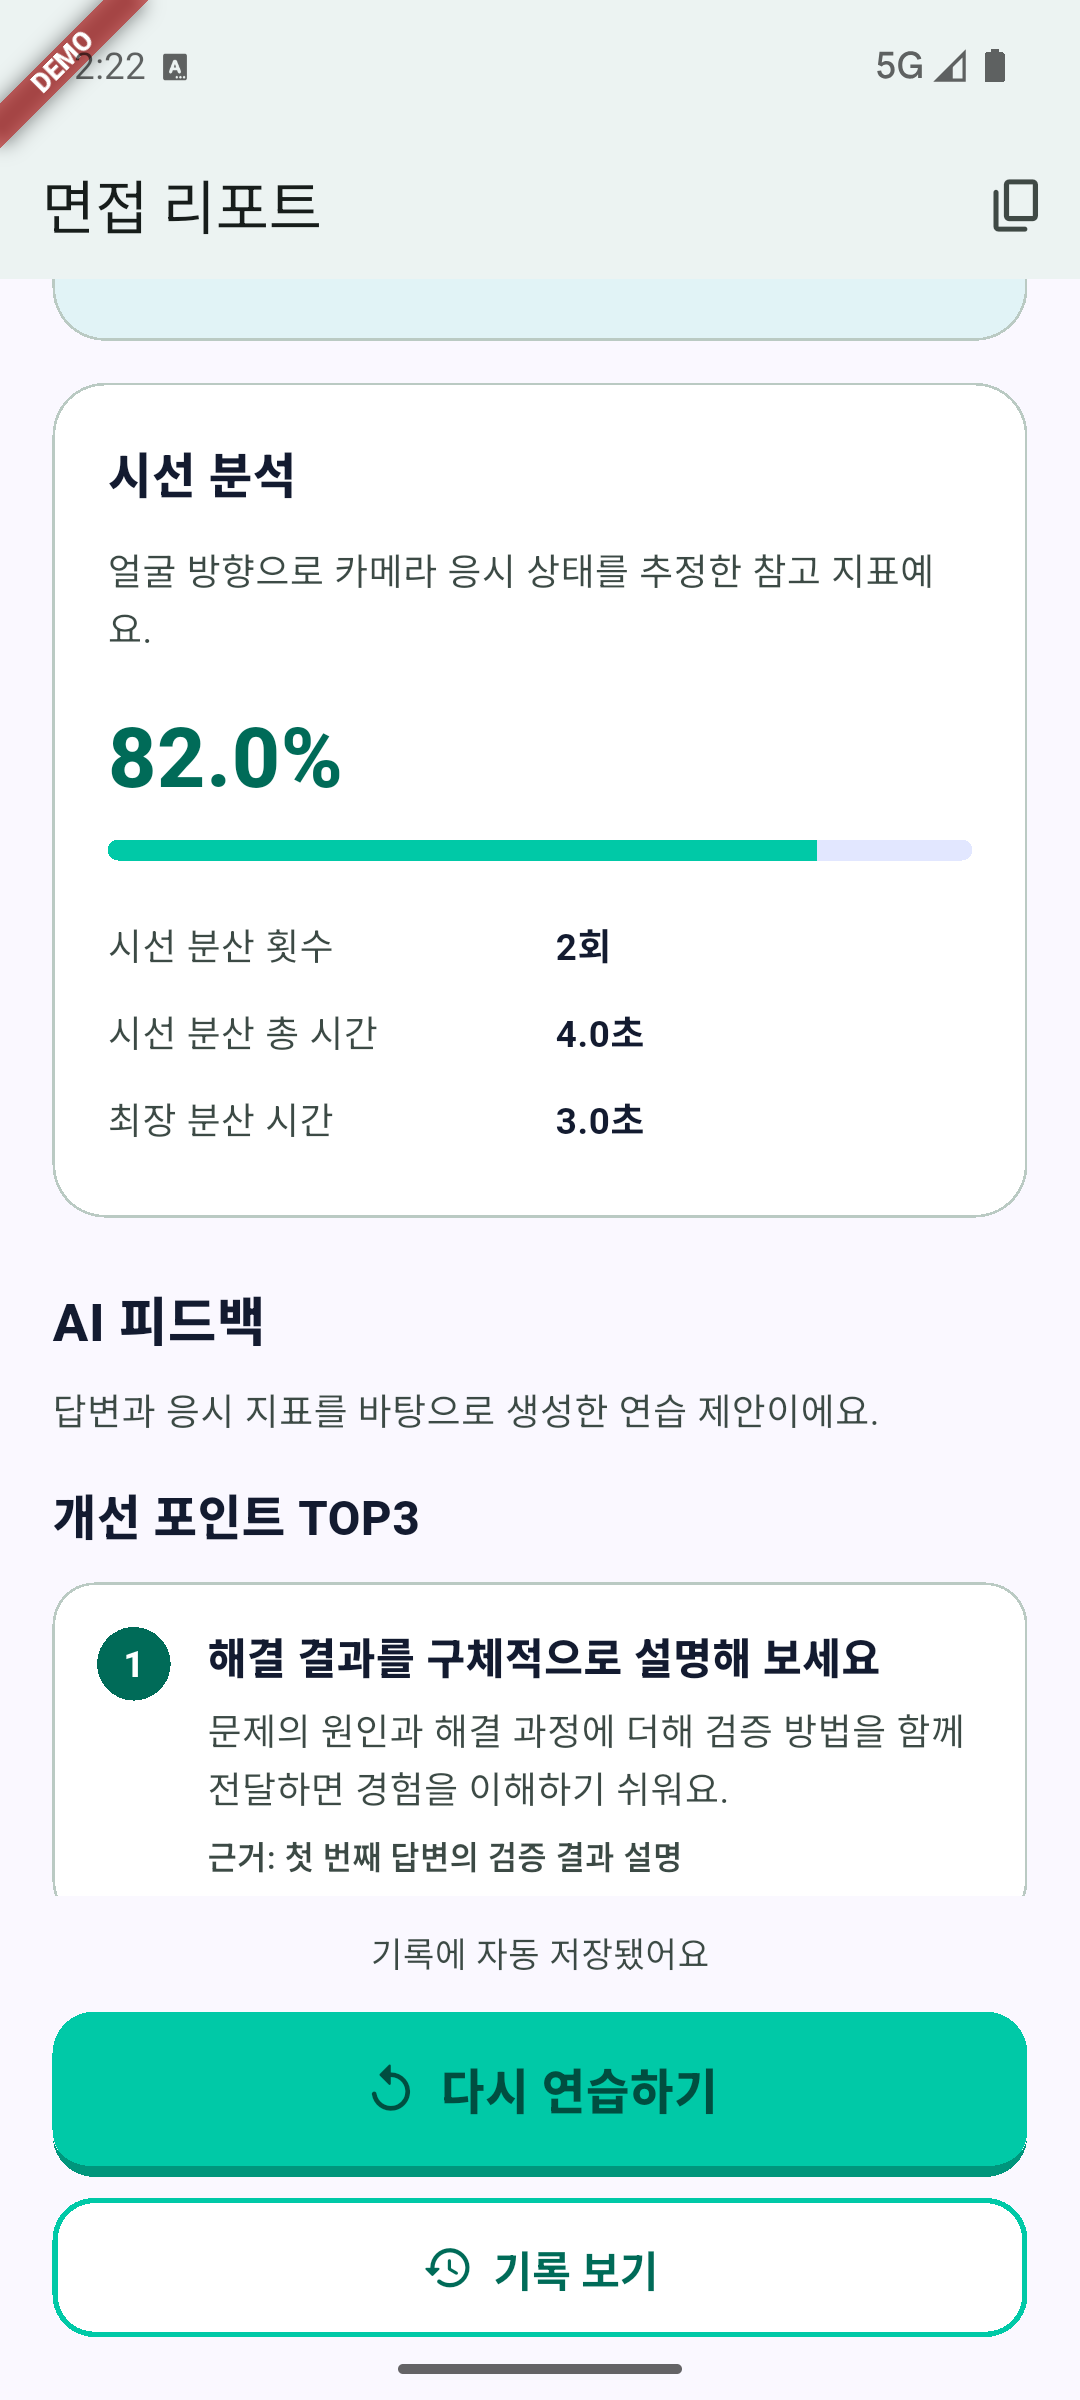 DEMO
2:22
A
5G
면접 리포트
시선 분석
얼굴 방향으로 카메라 응시 상태를 추정한 참고 지표예
요.
82.0%
시선 분산 횟수 2회
시선 분산 총 시간 4.0초
최장 분산 시간 3.0초
AI 피드백
답변과 응시 지표를 바탕으로 생성한 연습 제안이에요.
개선 포인트 TOP3
1 해결 결과를 구체적으로 설명해 보세요
문제의 원인과 해결 과정에 더해 검증 방법을 함께
전달하면 경험을 이해하기 쉬워요.
근거: 첫 번째 답변의 검증 결과 설명
기록에 자동 저장됐어요
다시 연습하기
기록 보기